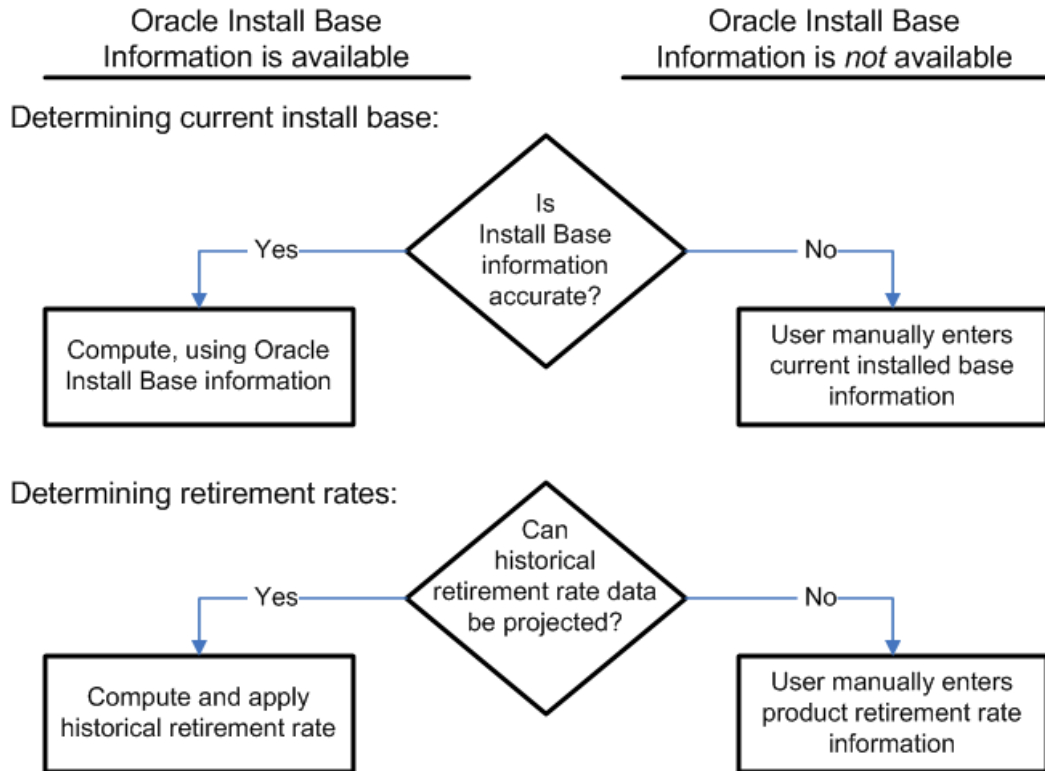 Oracle Install Base
Information is available
Oracle Install Base
Information is not available
Determining current install base:
Is
Install Base
information
accurate?
Yes
No
Compute, using Oracle
Install Base information
User manually enters
current installed base
information
Determining retirement rates:
Can
historical
retirement rate data
be projected?
Yes
No
Compute and apply
historical retirement rate
User manually enters
product retirement rate
information